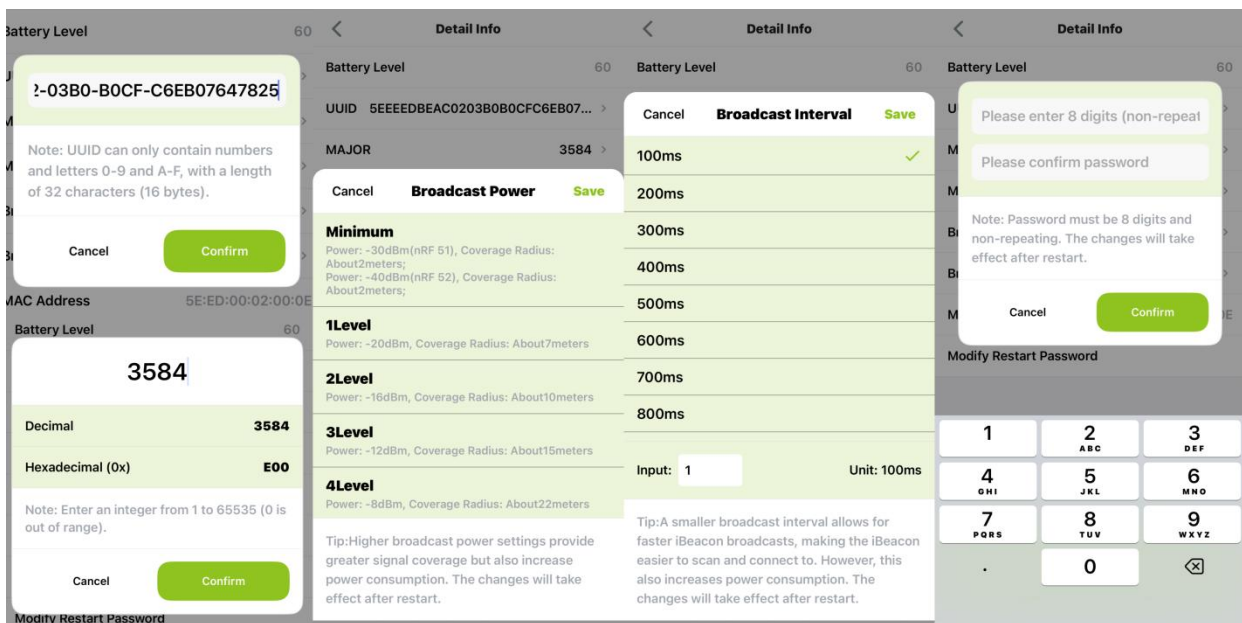 Battery Level 60
2-03B0-B0CF-C6EB07647825
Note: UUID can only contain numbers
and letters 0-9 and A-F, with a length
of 32 characters (16 bytes).
Cancel Confirm
MAC Address 5E:ED:00:02:00:0E
Battery Level 60
3584
Decimal 3584
Hexadecimal (0x) E00
Note: Enter an integer from 1 to 65535 (0 is
out of range).
Cancel Confirm
Modify Restart Password
Detail Info
Battery Level 60
UUID 5EEEEDBEAC0203B0B0CFC6EB07... >
MAJOR 3584 >
Cancel Broadcast Power Save
Minimum
Power: -30dBm(nRF 51), Coverage Radius:
About2meters;
Power: -40dBm(nRF 52), Coverage Radius:
About2meters;
1Level
Power: -20dBm, Coverage Radius: About7meters
2Level
Power: -16dBm, Coverage Radius: About10meters
3Level
Power: -12dBm, Coverage Radius: About15meters
4Level
Power: -8dBm, Coverage Radius: About22meters
Tip:Higher broadcast power settings provide
greater signal coverage but also increase
power consumption. The changes will take
effect after restart.
Detail Info
Battery Level 60
Cancel Broadcast Interval Save
100ms
200ms
300ms
400ms
500ms
600ms
700ms
800ms
Input: 1 Unit: 100ms
Tip:A smaller broadcast interval allows for
faster iBeacon broadcasts, making the iBeacon
easier to scan and connect to. However, this
also increases power consumption. The
changes will take effect after restart.
Detail Info
Battery Level 60
Please enter 8 digits (non-repeat
Please confirm password
Note: Password must be 8 digits and
non-repeating. The changes will take
effect after restart.
Cancel Confirm
Modify Restart Password
1 2 3
ABC DEF
4 5 6
GHI JKL MNO
7 8 9
PQRS TUV WXYZ
. 0